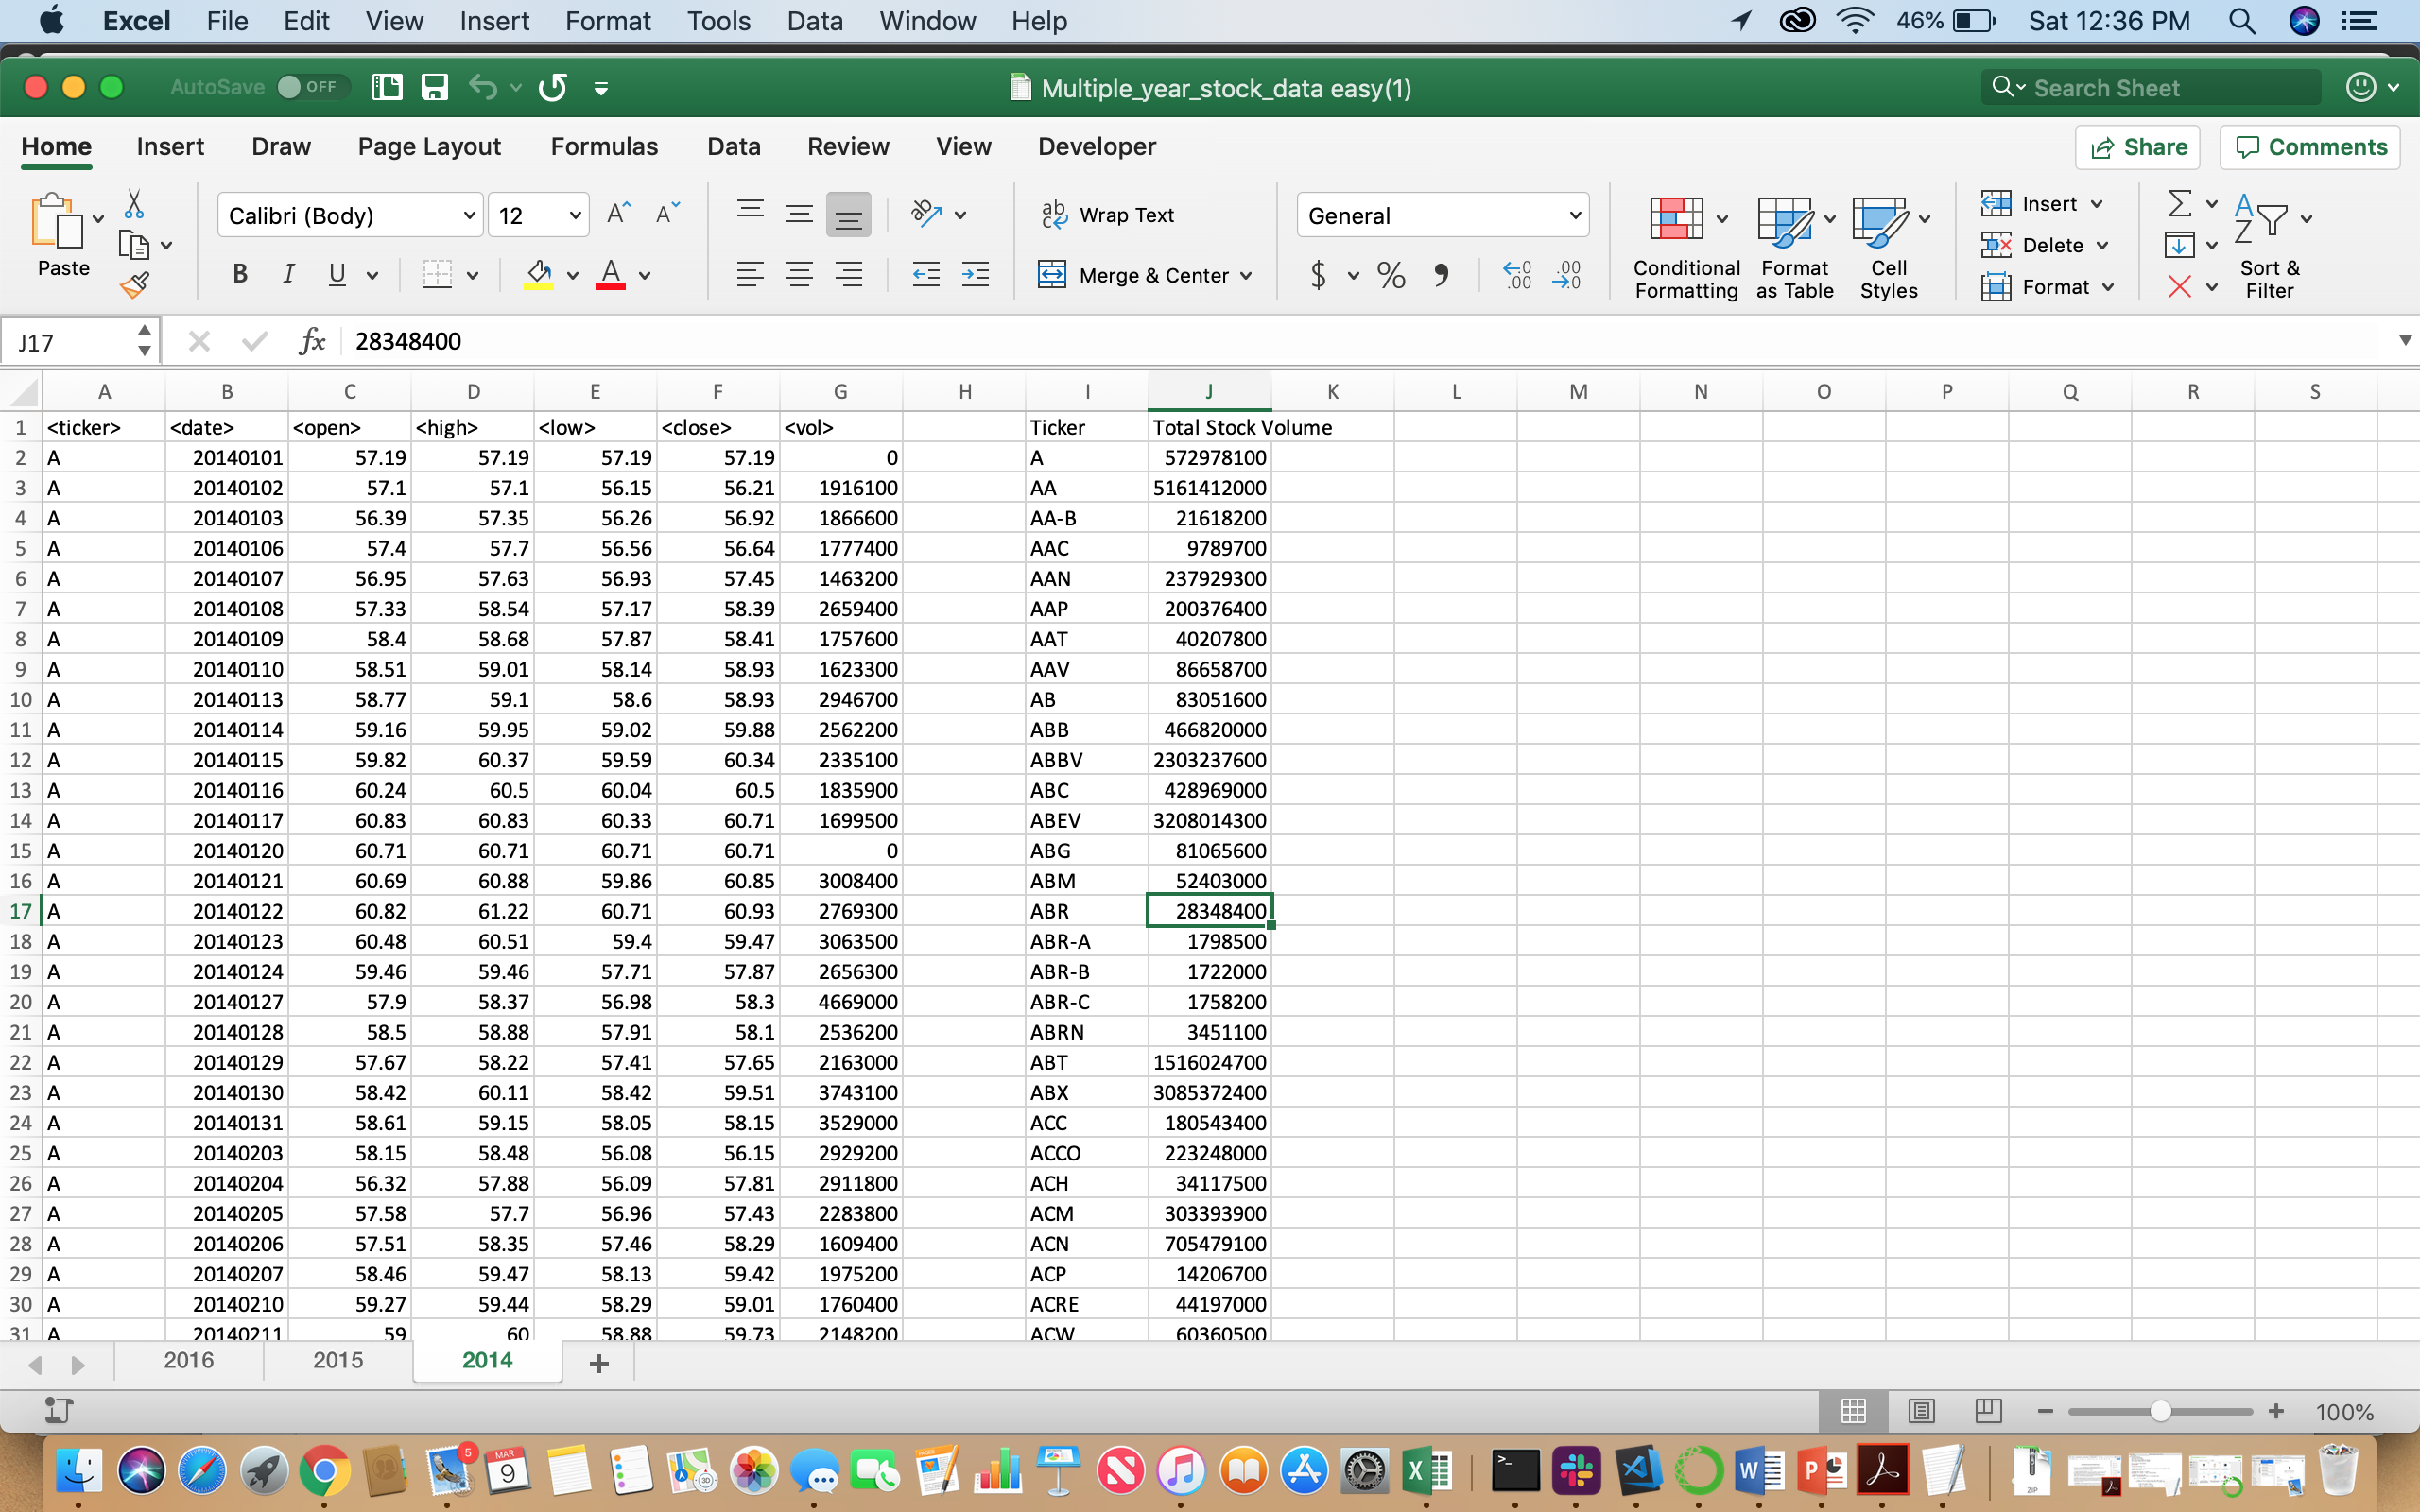 Excel File Edit View Insert Format Tools Data Window Help 46% Sat 12:36 PM
AutoSave OFF Multiple_year_stock_data easy(1) Search Sheet
Home Insert Draw Page Layout Formulas Data Review View Developer Share Comments
Paste Calibri (Body) 12 Wrap Text General Insert
B I U Merge & Center $ % Conditional Formatting Format as Table Cell Styles Delete Format Sort & Filter
J17 fx 28348400
A B C D E F G H I J K L M N O P Q R S
1 <ticker> <date> <open> <high> <low> <close> <vol> Ticker Total Stock Volume
2 A 20140101 57.19 57.19 57.19 57.19 0 A 572978100
3 A 20140102 57.1 57.1 56.15 56.21 1916100 AA 5161412000
4 A 20140103 56.39 57.35 56.26 56.92 1866600 AA-B 21618200
5 A 20140106 57.4 57.7 56.56 56.64 1777400 AAC 9789700
6 A 20140107 56.95 57.63 56.93 57.45 1463200 AAN 237929300
7 A 20140108 57.33 58.54 57.17 58.39 2659400 AAP 200376400
8 A 20140109 58.4 58.68 57.87 58.41 1757600 AAT 40207800
9 A 20140110 58.51 59.01 58.14 58.93 1623300 AAV 86658700
10 A 20140113 58.77 59.1 58.6 58.93 2946700 AB 83051600
11 A 20140114 59.16 59.95 59.02 59.88 2562200 ABB 466820000
12 A 20140115 59.82 60.37 59.59 60.34 2335100 ABBV 2303237600
13 A 20140116 60.24 60.5 60.04 60.5 1835900 ABC 428969000
14 A 20140117 60.83 60.83 60.33 60.71 1699500 ABEV 3208014300
15 A 20140120 60.71 60.71 60.71 60.71 0 ABG 81065600
16 A 20140121 60.69 60.88 59.86 60.85 3008400 ABM 52403000
17 A 20140122 60.82 61.22 60.71 60.93 2769300 ABR 28348400
18 A 20140123 60.48 60.51 59.4 59.47 3063500 ABR-A 1798500
19 A 20140124 59.46 59.46 57.71 57.87 2656300 ABR-B 1722000
20 A 20140127 57.9 58.37 56.98 58.3 4669000 ABR-C 1758200
21 A 20140128 58.5 58.88 57.91 58.1 2536200 ABRN 3451100
22 A 20140129 57.67 58.22 57.41 57.65 2163000 ABT 1516024700
23 A 20140130 58.42 60.11 58.42 59.51 3743100 ABX 3085372400
24 A 20140131 58.61 59.15 58.05 58.15 3529000 ACC 180543400
25 A 20140203 58.15 58.48 56.08 56.15 2929200 ACCO 223248000
26 A 20140204 56.32 57.88 56.09 57.81 2911800 ACH 34117500
27 A 20140205 57.58 57.7 56.96 57.43 2283800 ACM 303393900
28 A 20140206 57.51 58.35 57.46 58.29 1609400 ACN 705479100
29 A 20140207 58.46 59.47 58.13 59.42 1975200 ACP 14206700
30 A 20140210 59.27 59.44 58.29 59.01 1760400 ACRE 44197000
31 A 20140211 59 60 58.88 59.73 2148200 ACW 60360500
2016 2015 2014 +
100%
5 MAR 9